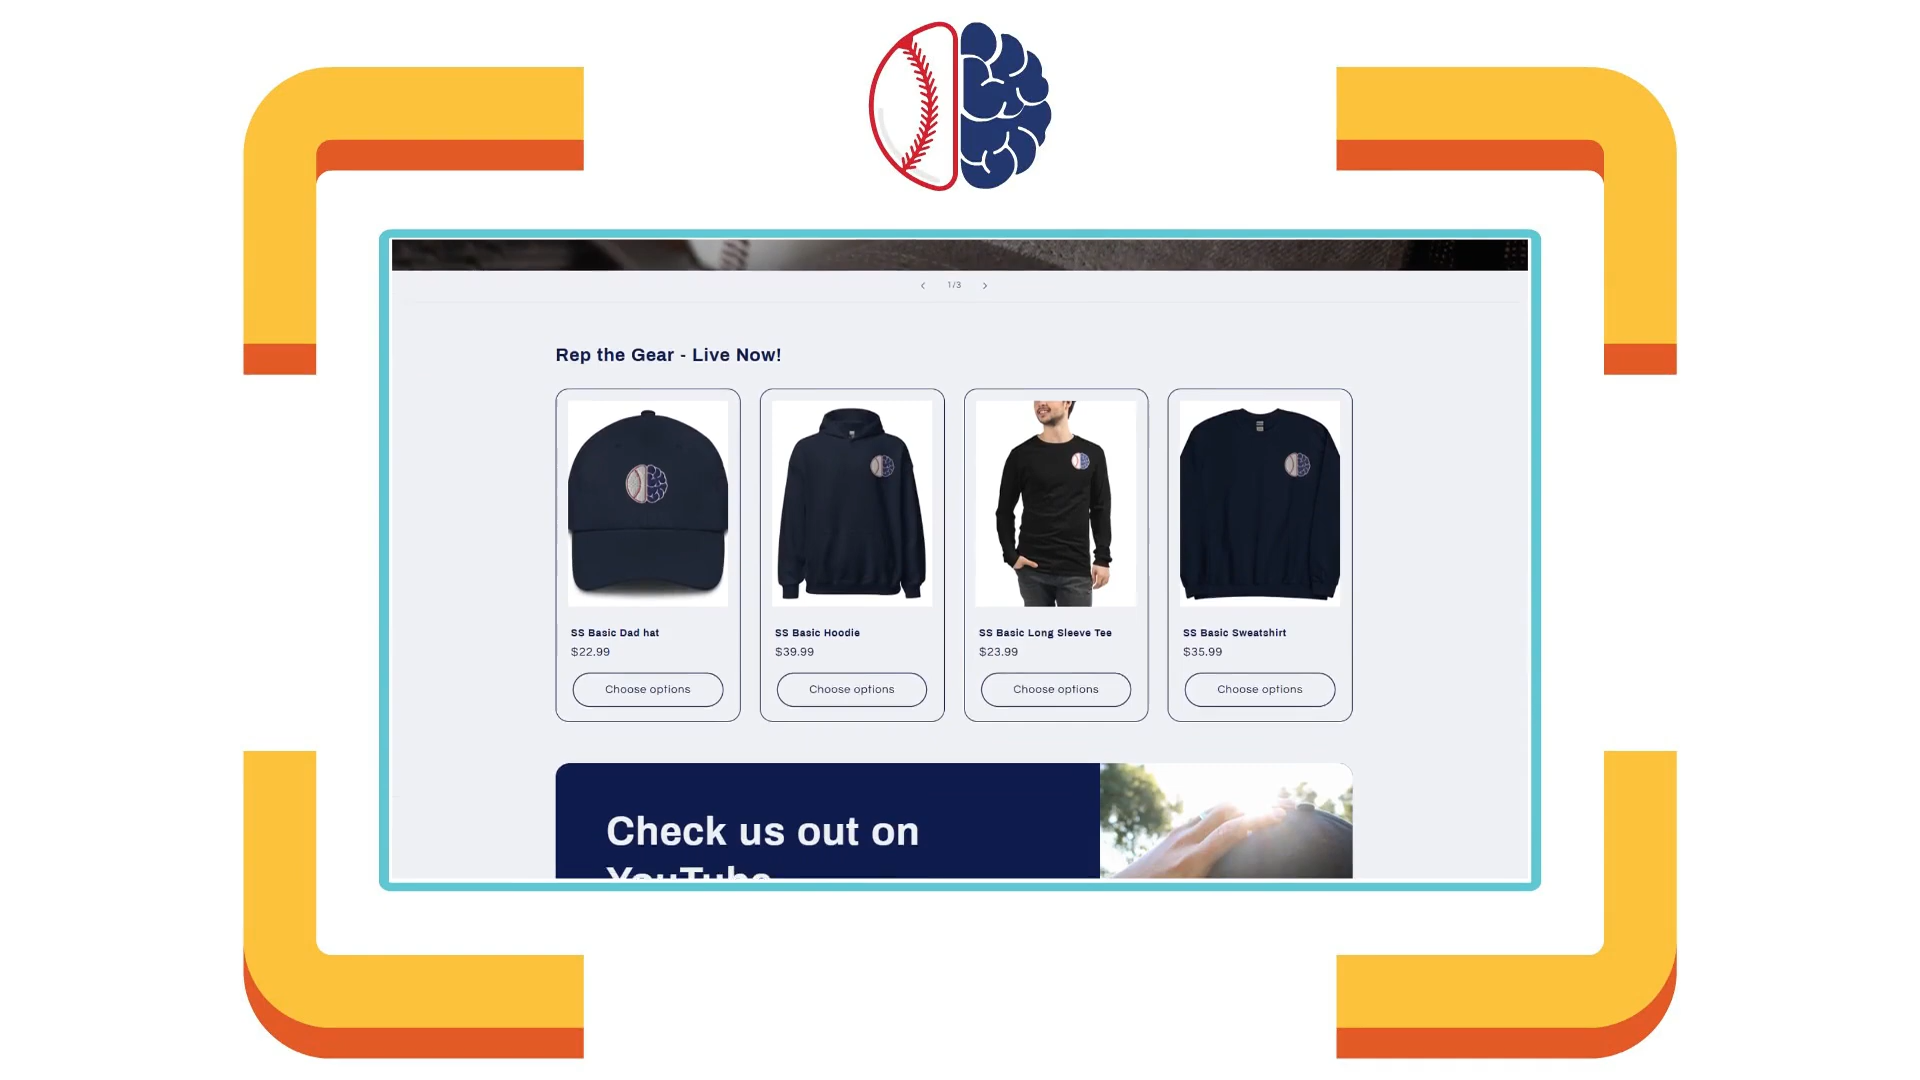 1/3
Rep the Gear - Live Now!
SS Basic Dad hat
$22.99
Choose options
SS Basic Hoodie
$39.99
Choose options
SS Basic Long Sleeve Tee
$23.99
Choose options
SS Basic Sweatshirt
$35.99
Choose options
Check us out on
YouTube